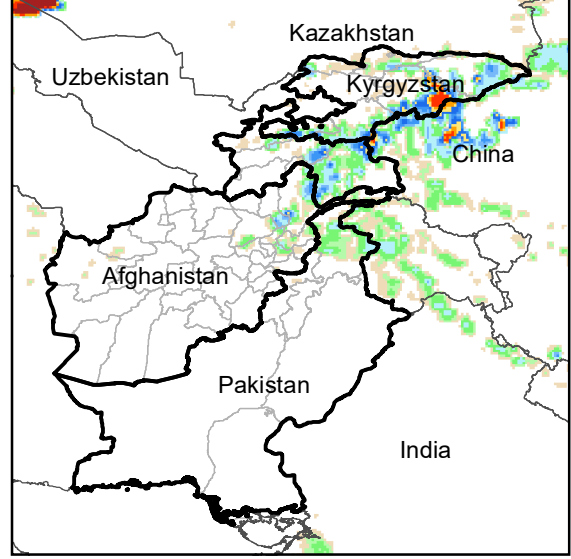 Kazakhstan
Uzbekistan
Kyrgyzstan
China
Afghanistan
Pakistan
India